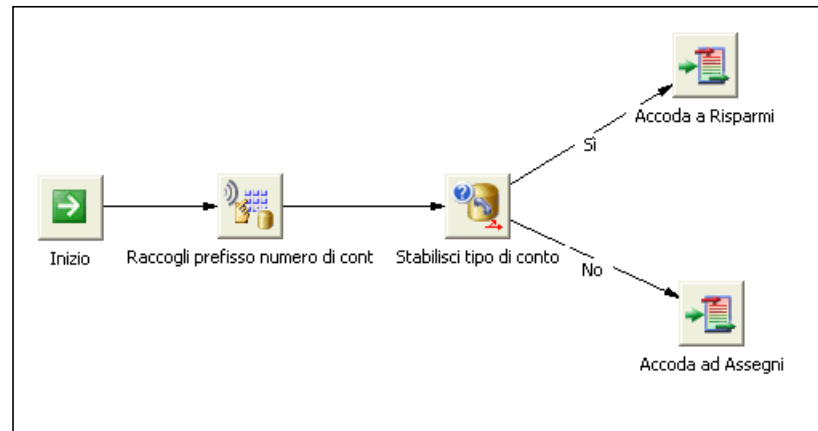 Accoda a Risparmi
Sì
Inizio
Raccogli prefisso numero di cont
Stabilisci tipo di conto
No
Accoda ad Assegni